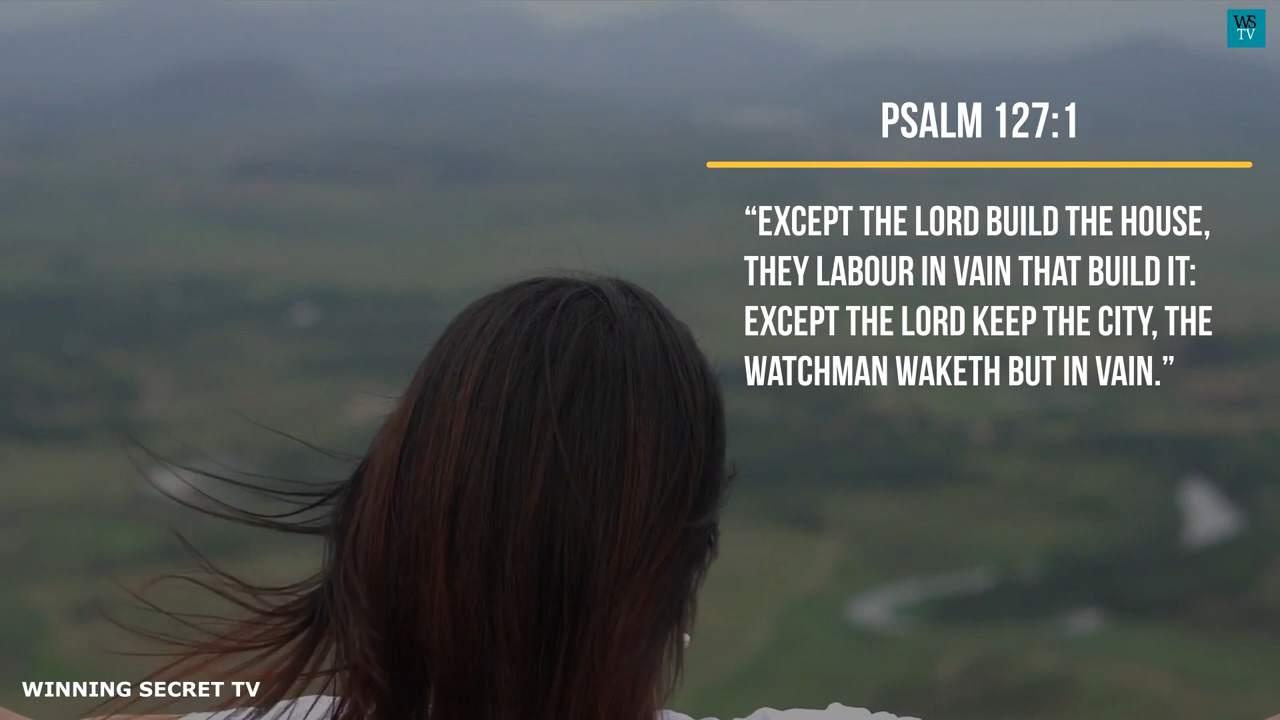 WS
TV
PSALM 127:1
“EXCEPT THE LORD BUILD THE HOUSE,
THEY LABOUR IN VAIN THAT BUILD IT:
EXCEPT THE LORD KEEP THE CITY, THE
WATCHMAN WAKETH BUT IN VAIN.”
WINNING SECRET TV